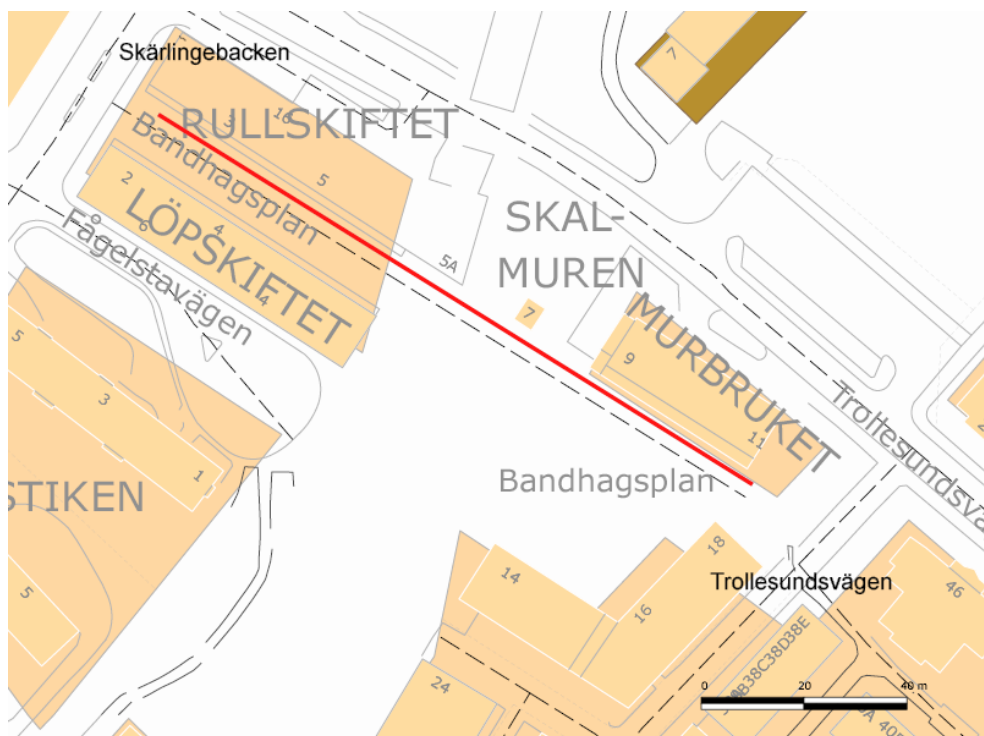 Skärlingebacken
7
RULLSKIFTET
3
5
Bandhagsplan
2
LÖPSKIFTET
6
4
4
Fågelstavägen
5A
SKAL-
MUREN
7
MURBRUKET
9
11
Trollesundsvä
5
3
1
STIKEN
5
Bandhagsplan
18
14
16
Trollesundsvägen
46
24
38C38D38E
0 20 40 m